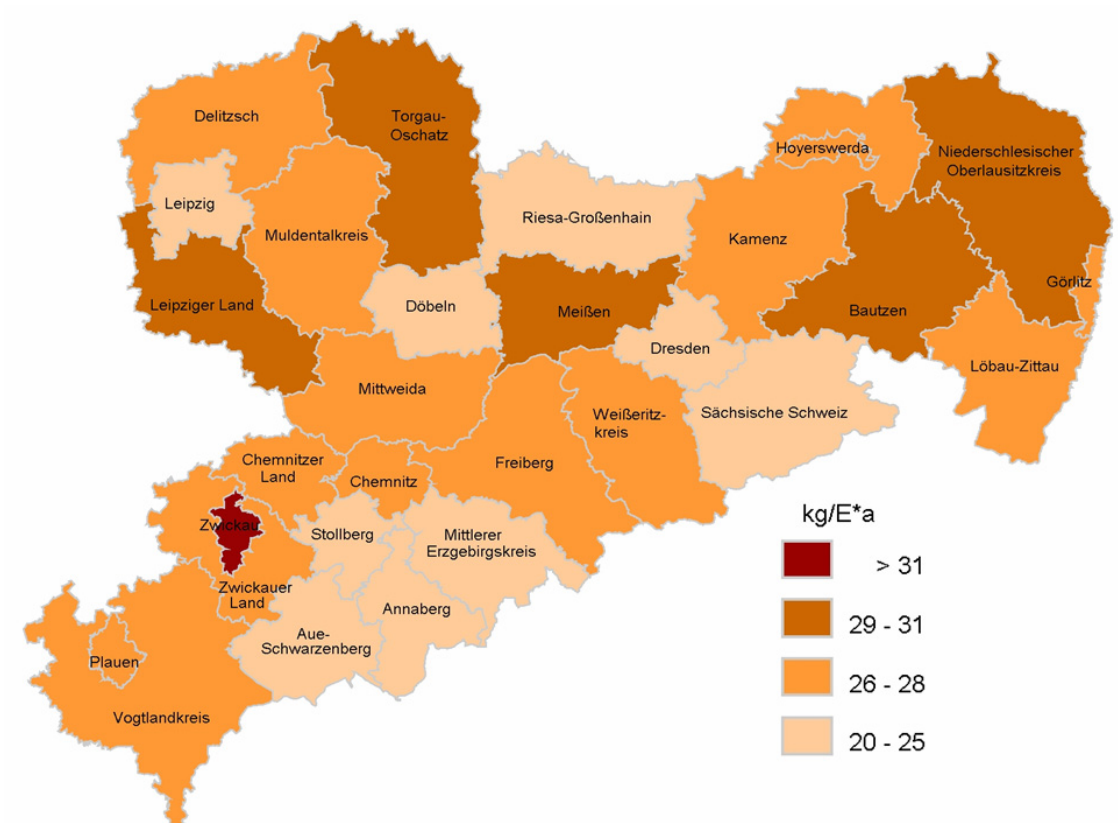 Delitzsch
Torgau-
Oschatz
Hoyerswerda
Niederschlesischer
Oberlausitzkreis
Leipzig
Riesa-Großenhain
Muldentalkreis
Kamenz
Görlitz
Leipziger Land
Döbeln
Meißen
Bautzen
Dresden
Löbau-Zittau
Mittweida
Weißeritz-
kreis
Sächsische Schweiz
Chemnitzer
Land
Chemnitz
Freiberg
Zwickau
Stollberg
Mittlerer
Erzgebirgskreis
Zwickauer
Land
Annaberg
Aue-
Schwarzenberg
Plauen
Vogtlandkreis
kg/E*a
> 31
29 - 31
26 - 28
20 - 25